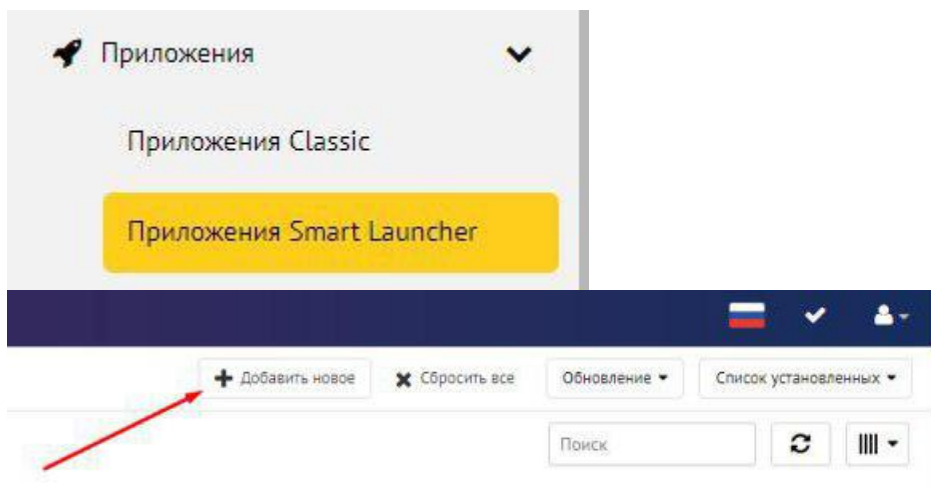 Приложения
Приложения Classic
Приложения Smart Launcher
Добавить новое Сбросить все Обновление Список установленных
Поиск